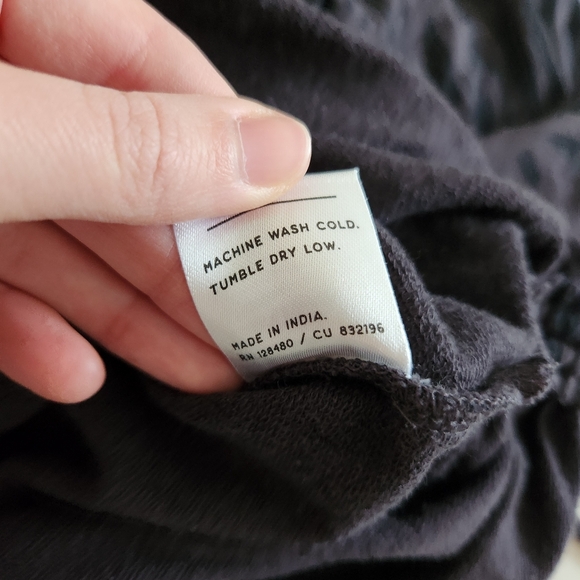 MACHINE WASH COLD.
TUMBLE DRY LOW.
MADE IN INDIA.
RN 128480 / CU 832196